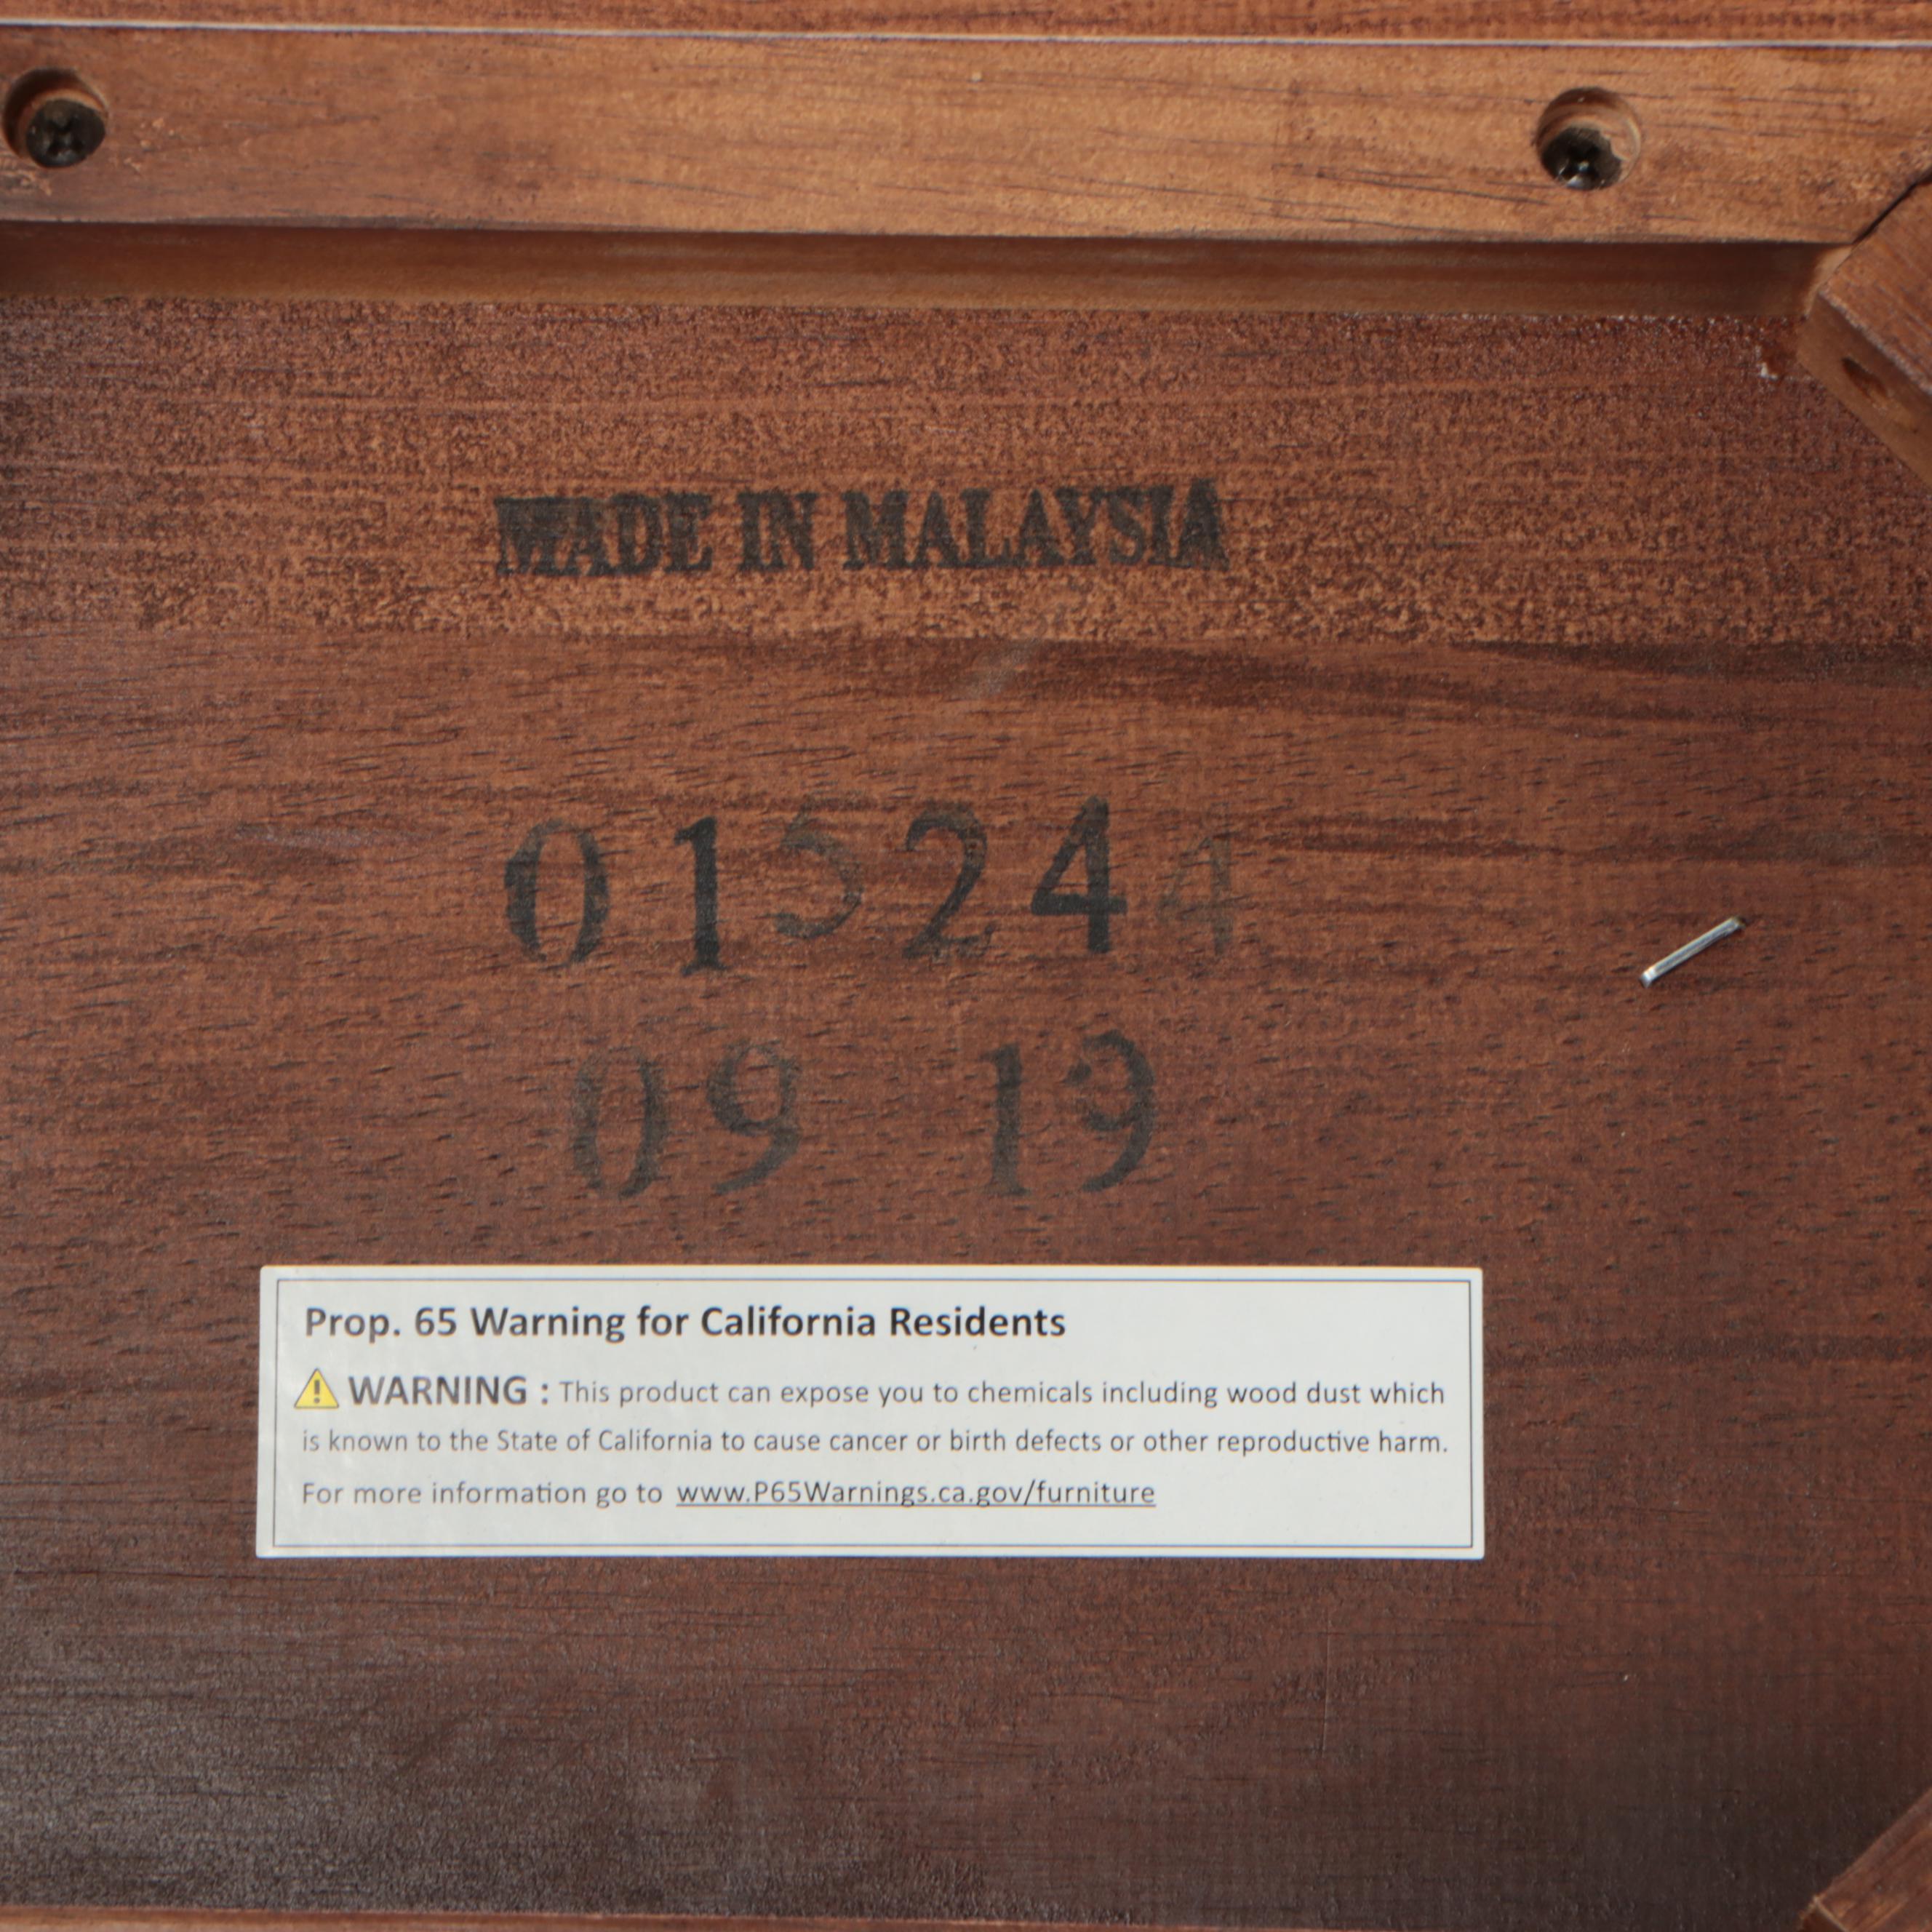 MADE IN MALAYSIA
015244
09 19
Prop. 65 Warning for California Residents
WARNING : This product can expose you to chemicals including wood dust which
is known to the State of California to cause cancer or birth defects or other reproductive harm.
For more information go to www.P65Warnings.ca.gov/furniture